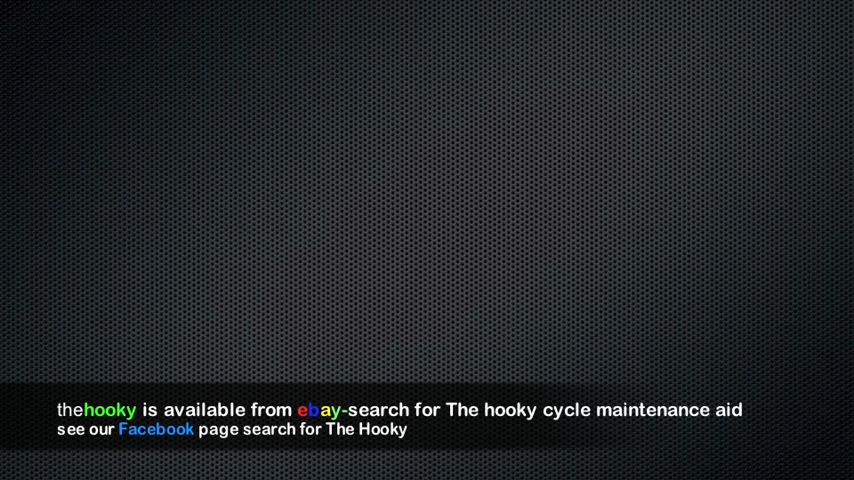 thehooky is available from ebay-search for The hooky cycle maintenance aid
see our Facebook page search for The Hooky